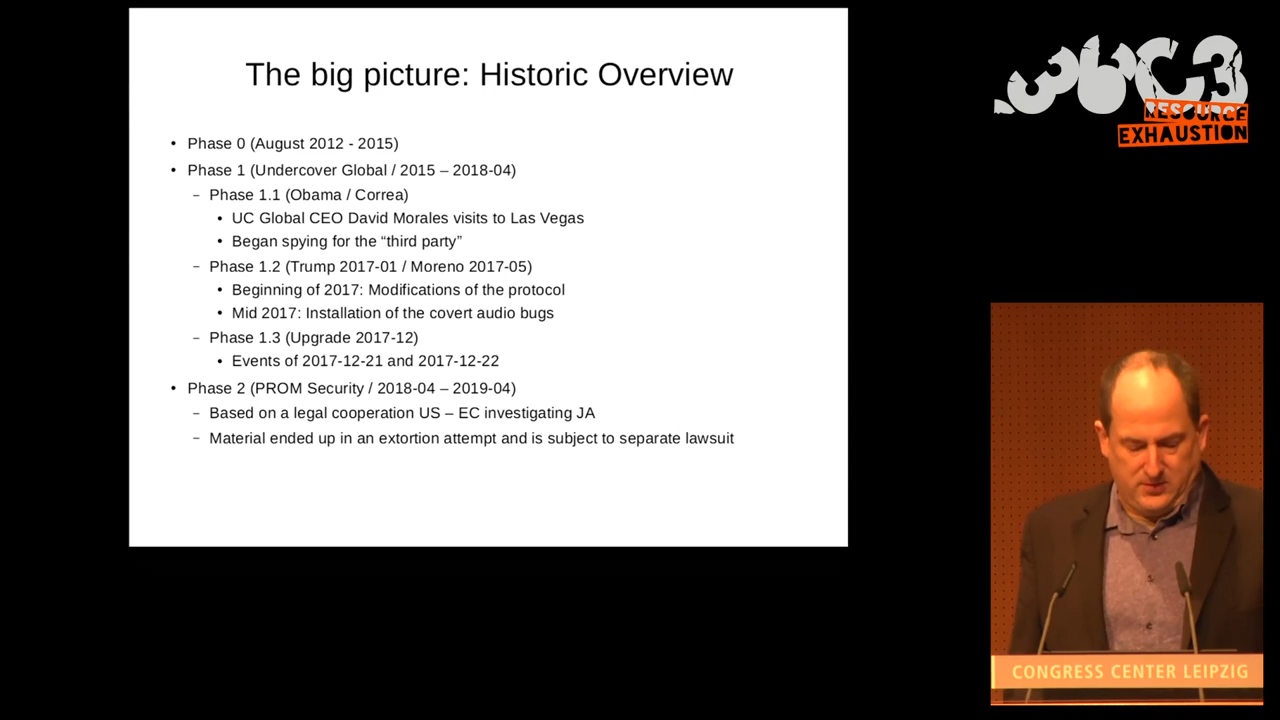 The big picture: Historic Overview
• Phase 0 (August 2012 - 2015)
• Phase 1 (Undercover Global / 2015 – 2018-04)
– Phase 1.1 (Obama / Correa)
• UC Global CEO David Morales visits to Las Vegas
• Began spying for the “third party”
– Phase 1.2 (Trump 2017-01 / Moreno 2017-05)
• Beginning of 2017: Modifications of the protocol
• Mid 2017: Installation of the covert audio bugs
– Phase 1.3 (Upgrade 2017-12)
• Events of 2017-12-21 and 2017-12-22
• Phase 2 (PROM Security / 2018-04 – 2019-04)
– Based on a legal cooperation US – EC investigating JA
– Material ended up in an extortion attempt and is subject to separate lawsuit
36C3
RESOURCE
EXHAUSTION
CONGRESS CENTER LEIPZIG